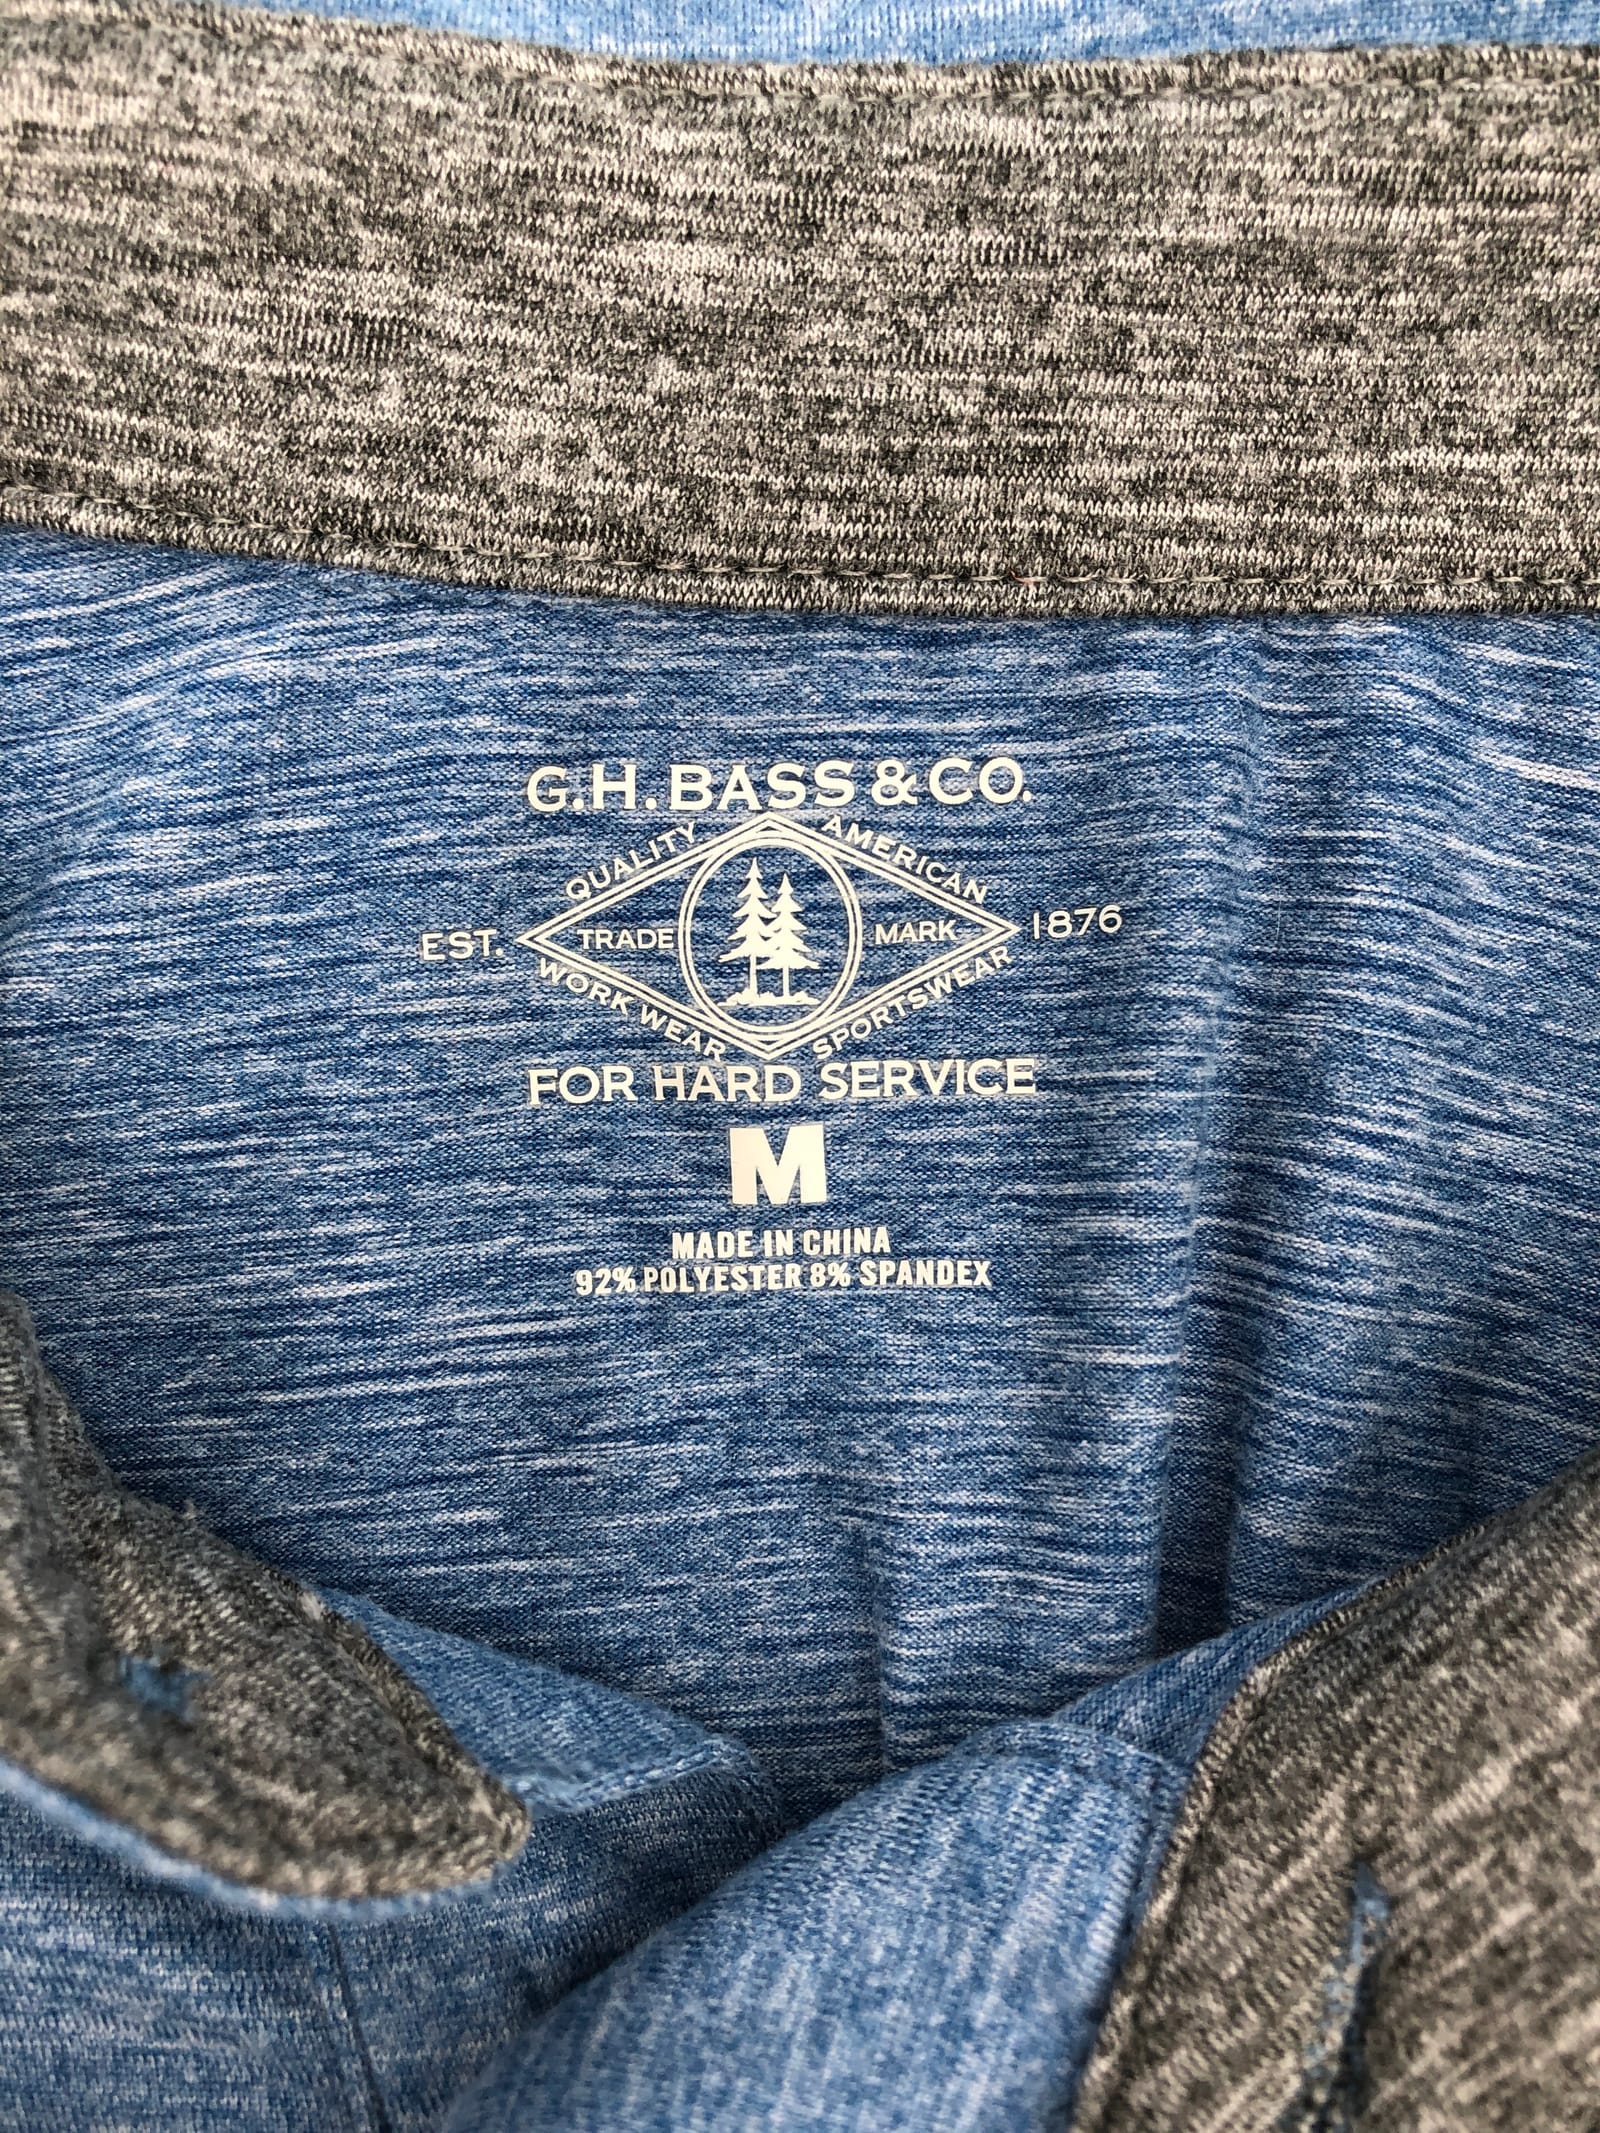 G.H. BASS & CO.
QUALITY AMERICAN
EST. TRADE MARK 1876
WORK WEAR SPORTSWEAR
FOR HARD SERVICE
M
MADE IN CHINA
92% POLYESTER 8% SPANDEX